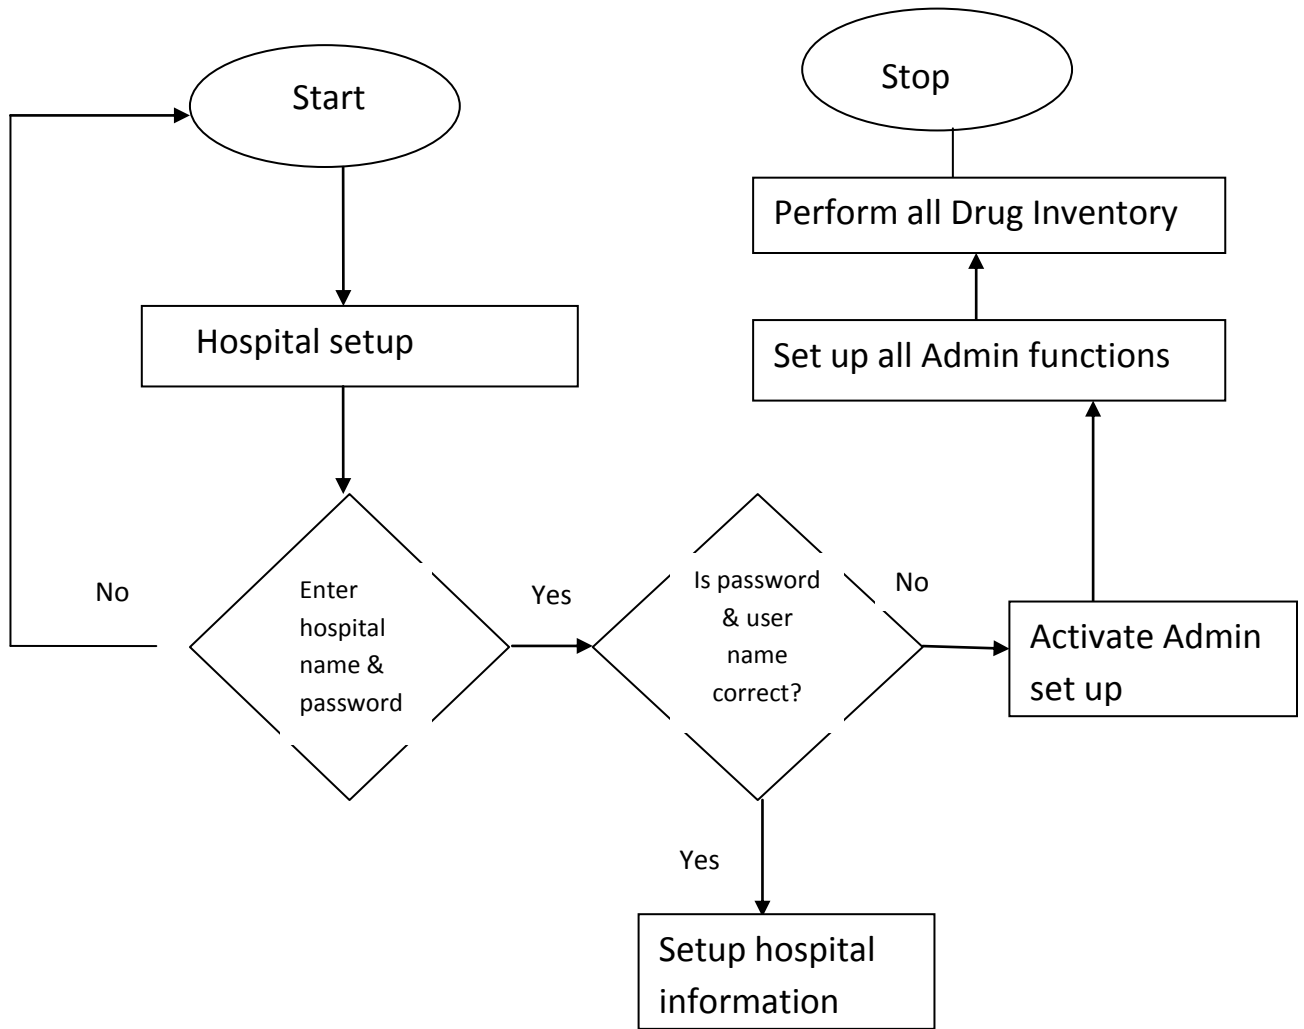 Start
Stop
Perform all Drug Inventory
Hospital setup
Set up all Admin functions
No
Enter
hospital
name &
password
Yes
Is password
& user
name
correct?
No
Activate Admin
set up
Yes
Setup hospital
information